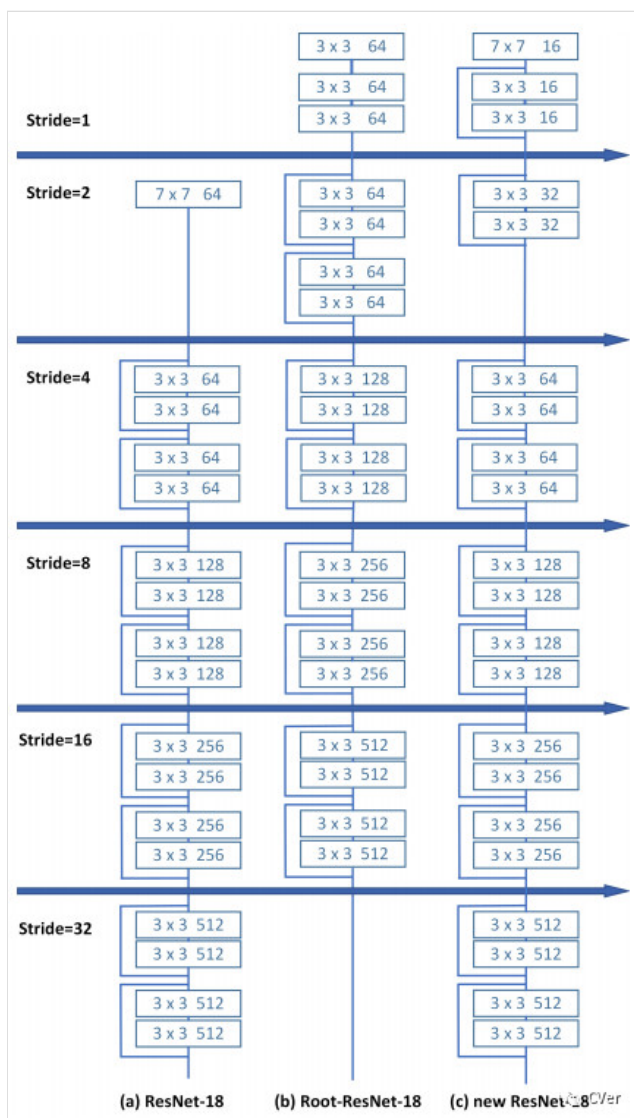 3 x 3 64 7 x 7 16
3 x 3 64 3 x 3 16
Stride=1 3 x 3 64 3 x 3 16
Stride=2 7 x 7 64 3 x 3 64 3 x 3 32
3 x 3 64 3 x 3 32
3 x 3 64
3 x 3 64
Stride=4 3 x 3 64 3 x 3 128 3 x 3 64
3 x 3 64 3 x 3 128 3 x 3 64
3 x 3 64 3 x 3 128 3 x 3 64
3 x 3 64 3 x 3 128 3 x 3 64
Stride=8 3 x 3 128 3 x 3 256 3 x 3 128
3 x 3 128 3 x 3 256 3 x 3 128
3 x 3 128 3 x 3 256 3 x 3 128
3 x 3 128 3 x 3 256 3 x 3 128
Stride=16 3 x 3 256 3 x 3 512 3 x 3 256
3 x 3 256 3 x 3 512 3 x 3 256
3 x 3 256 3 x 3 512 3 x 3 256
3 x 3 256 3 x 3 512 3 x 3 256
Stride=32 3 x 3 512 3 x 3 512
3 x 3 512 3 x 3 512
3 x 3 512 3 x 3 512
3 x 3 512 3 x 3 512
(a) ResNet-18 (b) Root-ResNet-18 (c) new ResNet-18 CVer